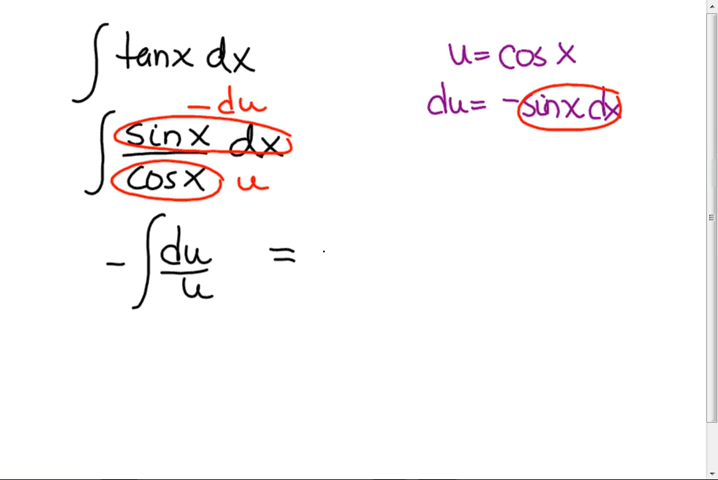 ∫ tanx dx
u = cos x
-du
du = -sinx dx
∫ sinx dx / cosx u
- ∫ du/u =